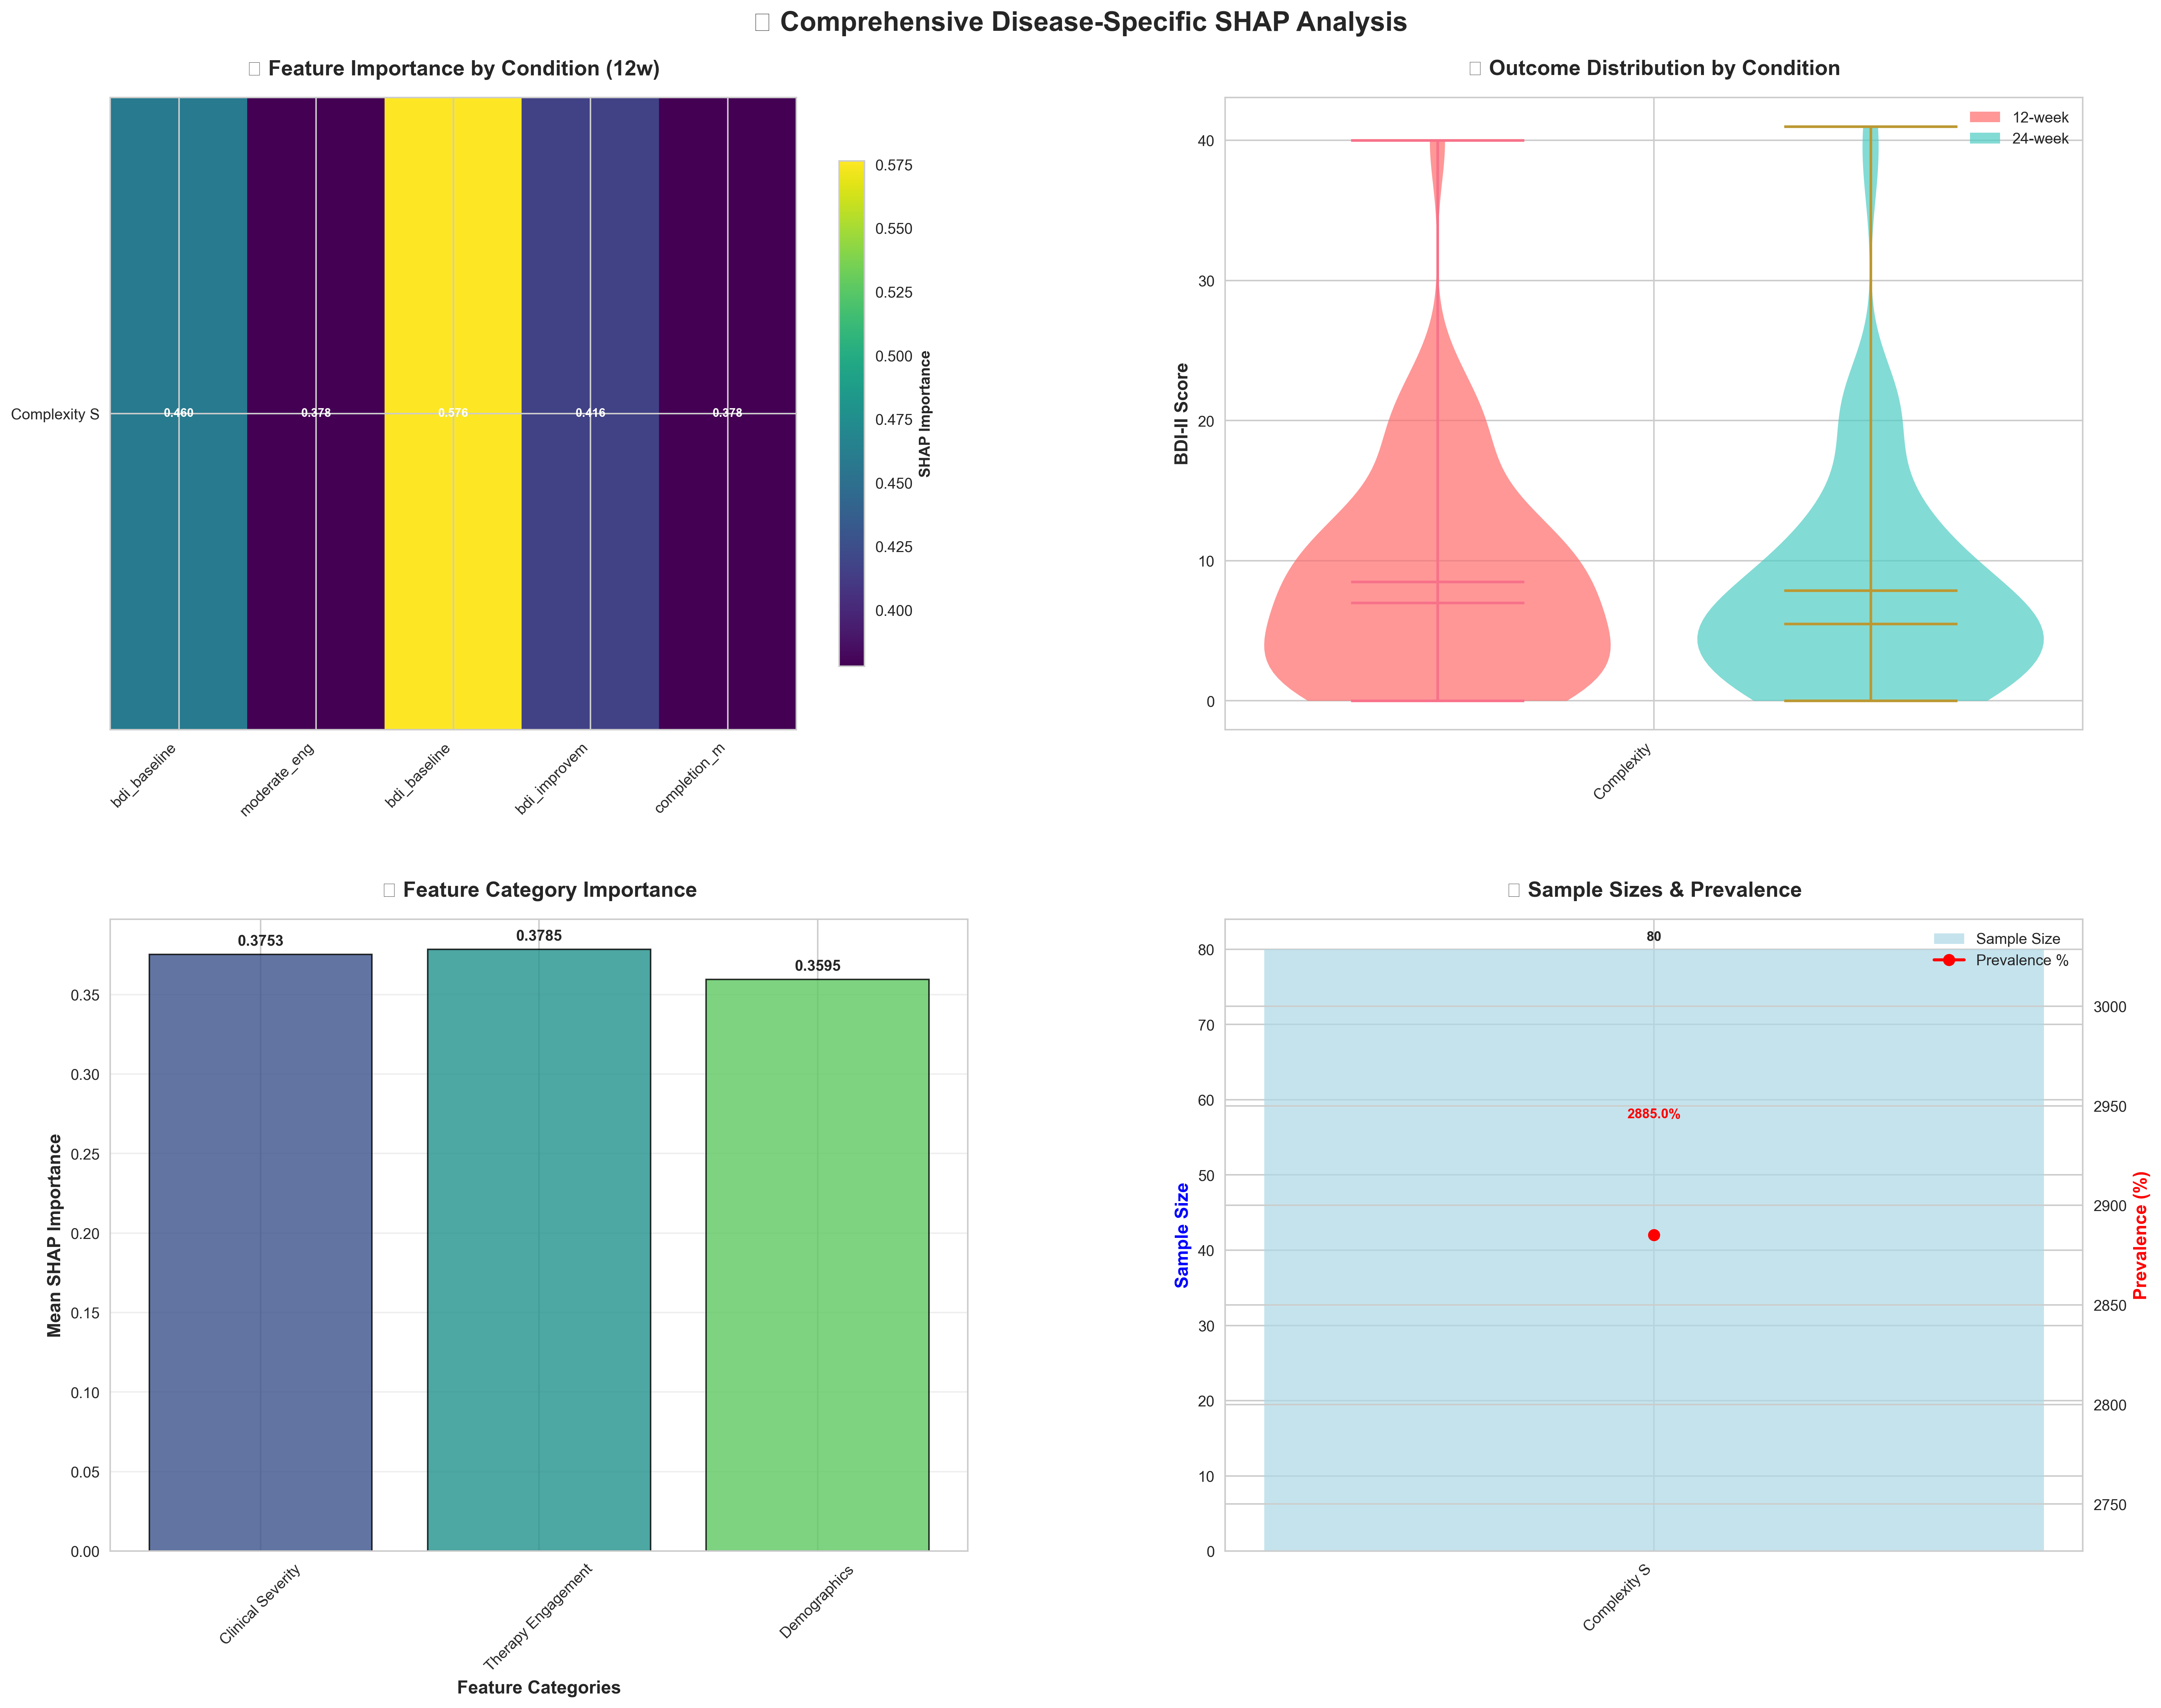 Comprehensive Disease-Specific SHAP Analysis
Feature Importance by Condition (12w)
Complexity S
0.460
0.378
0.576
0.416
0.378
bdi_baseline
moderate_eng
bdi_baseline
bdi_improvem
completion_m
0.575
0.550
0.525
0.500
0.475
0.450
0.425
0.400
SHAP Importance
Outcome Distribution by Condition
12-week
24-week
40
30
20
10
0
BDI-II Score
Complexity
Feature Category Importance
0.3753
0.3785
0.3595
0.35
0.30
0.25
0.20
0.15
0.10
0.05
0.00
Mean SHAP Importance
Clinical Severity
Therapy Engagement
Demographics
Feature Categories
Sample Sizes & Prevalence
80
Sample Size
Prevalence %
2885.0%
80
70
60
50
40
30
20
10
0
Sample Size
3000
2950
2900
2850
2800
2750
Prevalence (%)
Complexity S